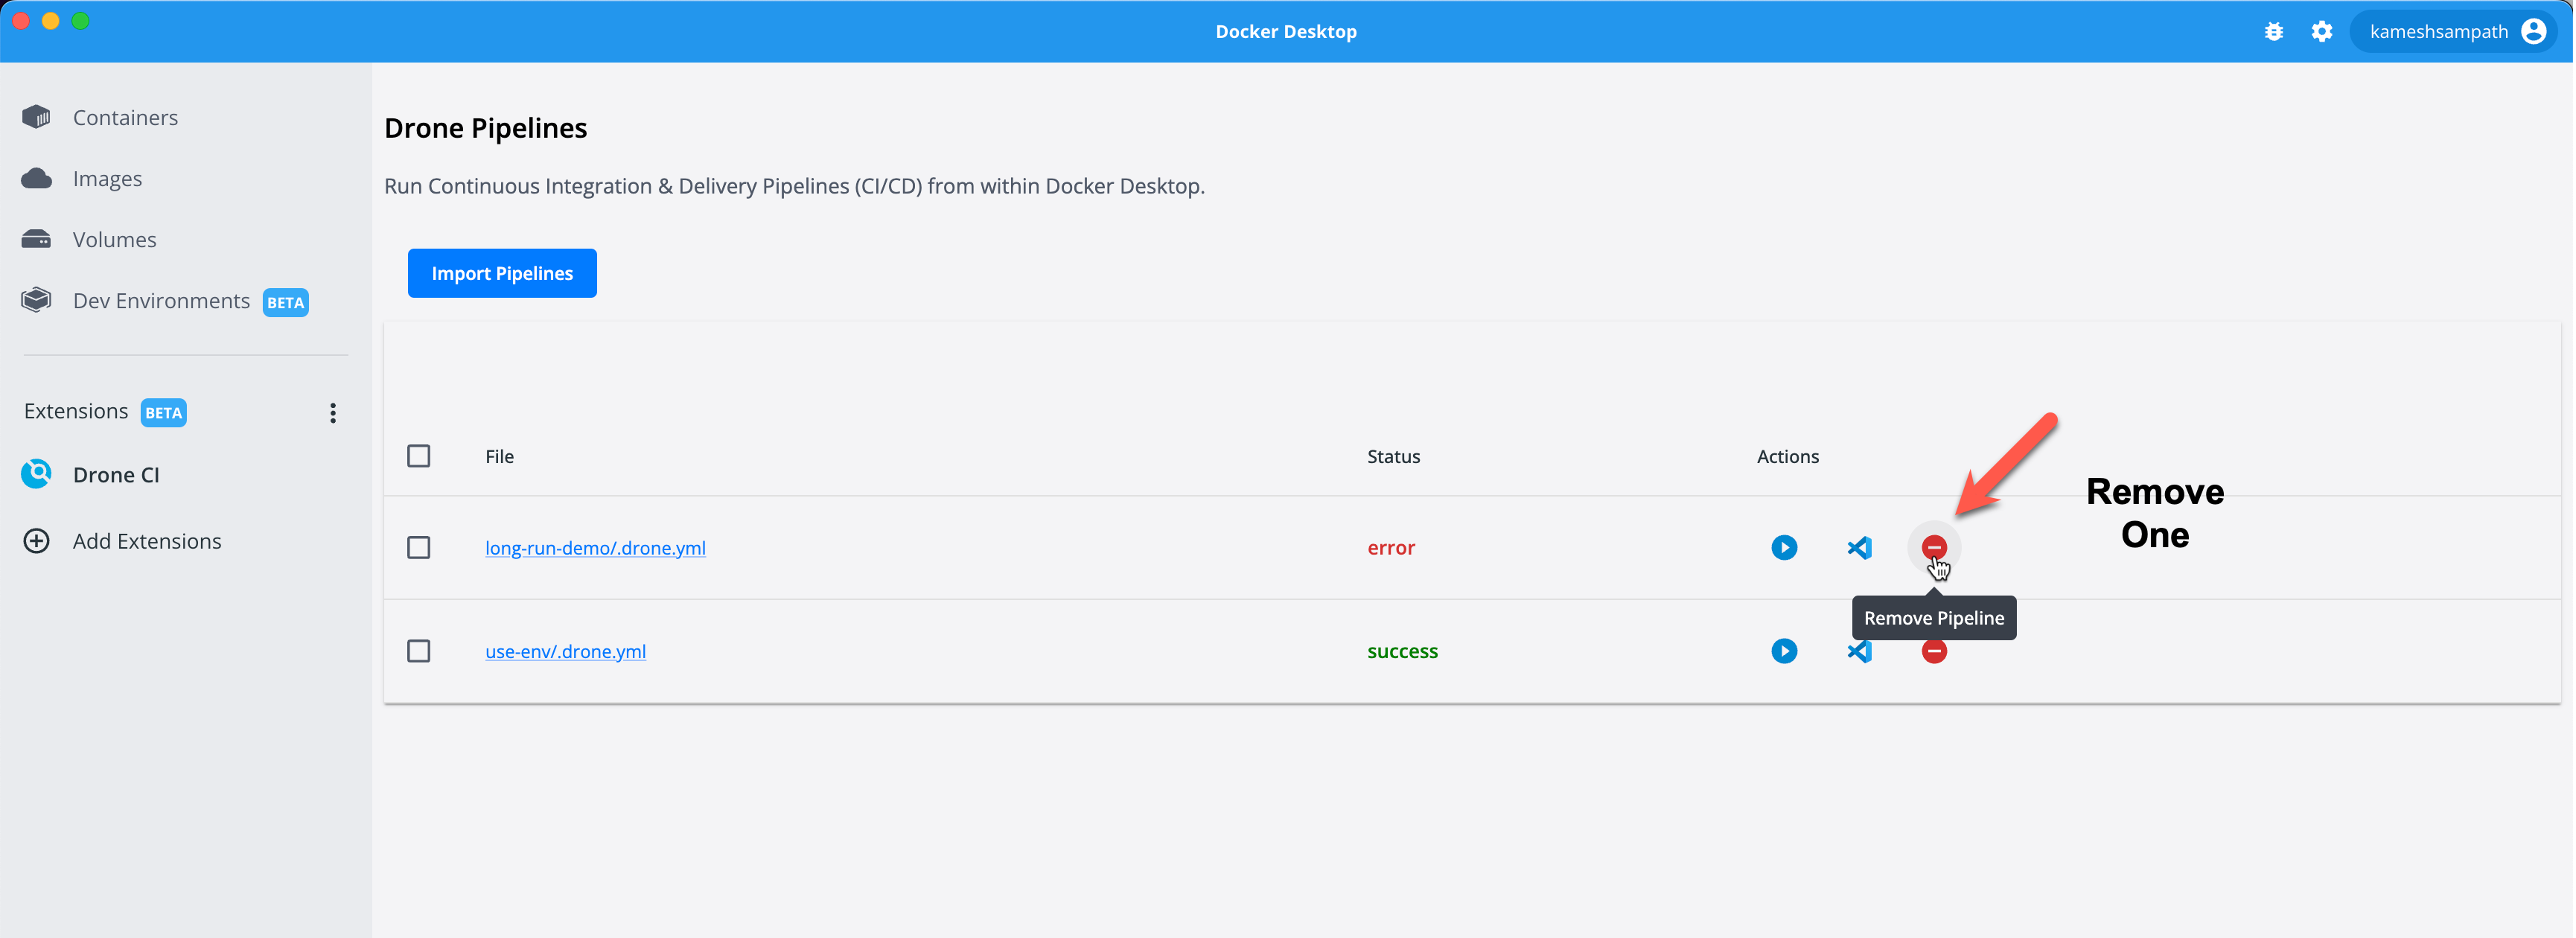 Docker Desktop
kameshsampath
Containers
Images
Volumes
Dev Environments BETA
Extensions BETA
Drone CI
Add Extensions
Drone Pipelines
Run Continuous Integration & Delivery Pipelines (CI/CD) from within Docker Desktop.
Import Pipelines
File Status Actions
long-run-demo/.drone.yml error
Remove
One
Remove Pipeline
use-env/.drone.yml success